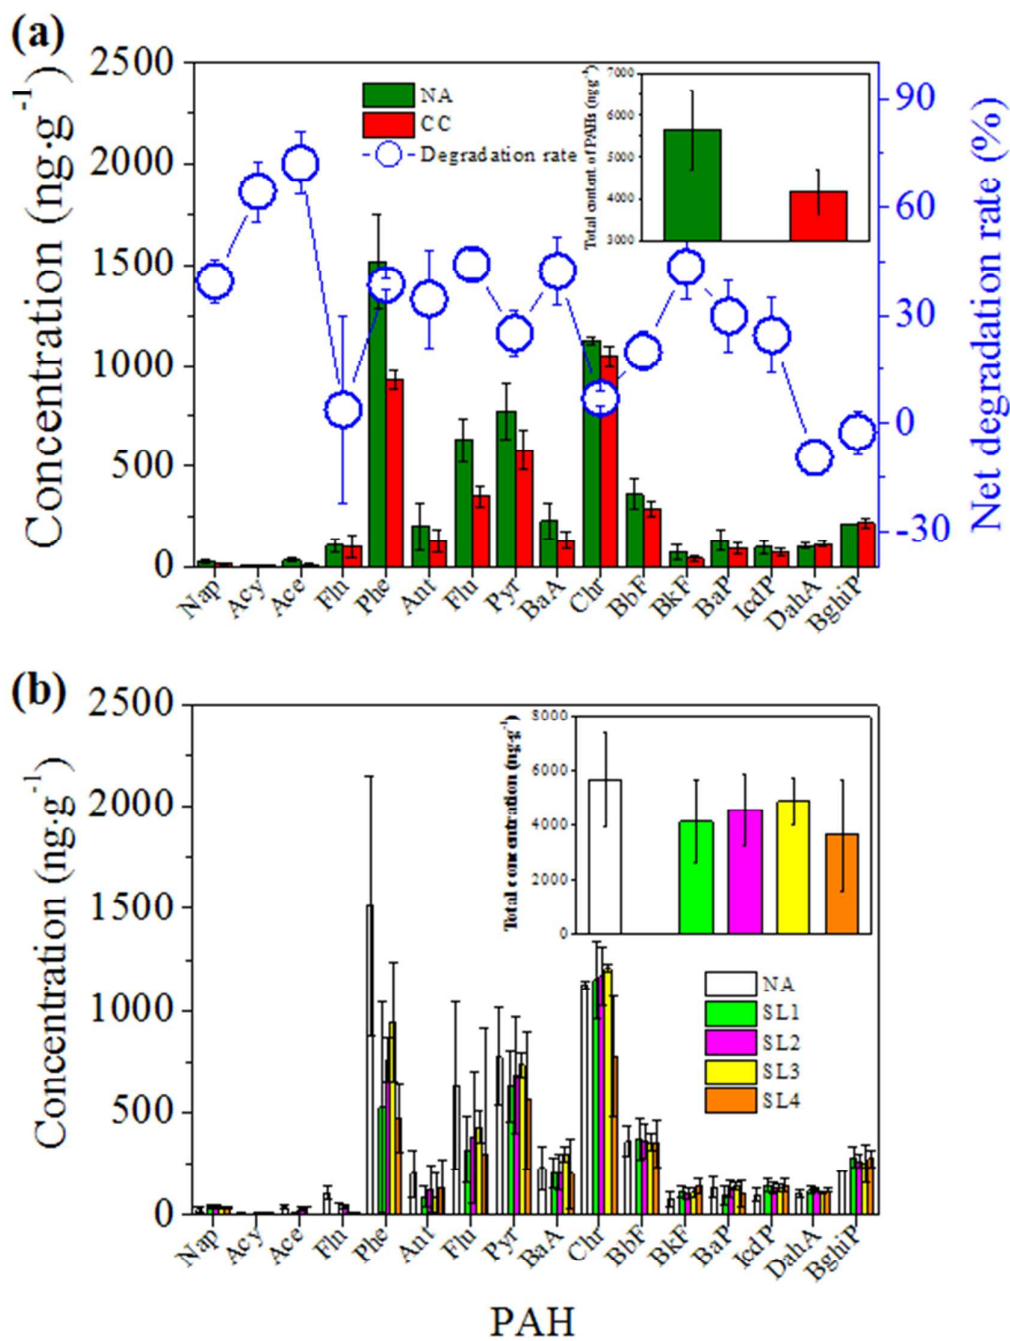 (a)
2500
2000
1500
1000
500
0
Concentration (ng·g⁻¹)
NA
CC
Degradation rate
7000
6000
5000
4000
3000
Total content of PAHs (ng g⁻¹)
90
60
30
0
-30
Net degradation rate (%)
Nap Acy Ace Fln Phe Ant Flu Pyr BaA Chr BbF BkF BaP IcdP DahA BghiP
(b)
2500
2000
1500
1000
500
0
Concentration (ng·g⁻¹)
8000
6000
4000
2000
0
Total concentration (ng·g⁻¹)
NA
SL1
SL2
SL3
SL4
Nap Acy Ace Fln Phe Ant Flu Pyr BaA Chr BbF BkF BaP IcdP DahA BghiP
PAH